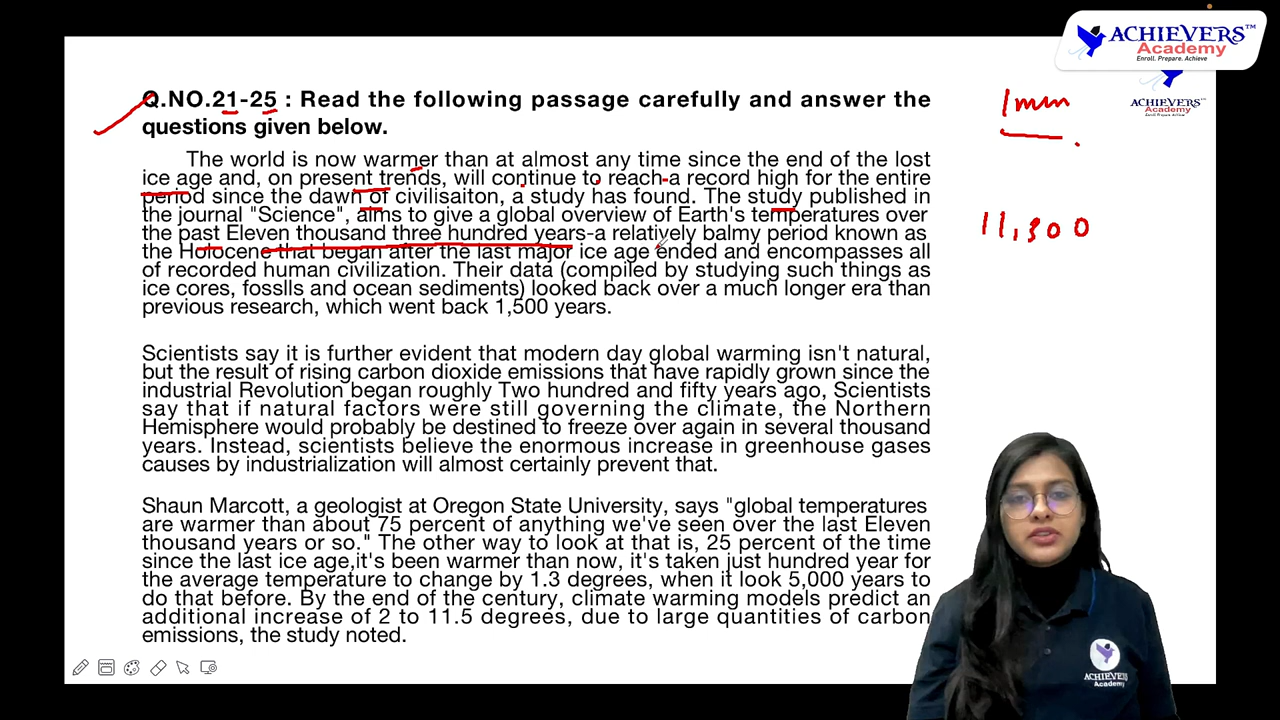 ACHIEVERS™
Academy
Enroll. Prepare. Achieve
ACHIEVERS
Academy
1 min
11,300
Q.NO.21-25 : Read the following passage carefully and answer the
questions given below.
The world is now warmer than at almost any time since the end of the lost
ice age and, on present trends, will continue to reach a record high for the entire
period since the dawn of civilisaiton, a study has found. The study published in
the journal "Science", aims to give a global overview of Earth's temperatures over
the past Eleven thousand three hundred years-a relatively balmy period known as
the Holocene that began after the last major ice age ended and encompasses all
of recorded human civilization. Their data (compiled by studying such things as
ice cores, fosslls and ocean sediments) looked back over a much longer era than
previous research, which went back 1,500 years.
Scientists say it is further evident that modern day global warming isn't natural,
but the result of rising carbon dioxide emissions that have rapidly grown since the
industrial Revolution began roughly Two hundred and fifty years ago, Scientists
say that if natural factors were still governing the climate, the Northern
Hemisphere would probably be destined to freeze over again in several thousand
years. Instead, scientists believe the enormous increase in greenhouse gases
causes by industrialization will almost certainly prevent that.
Shaun Marcott, a geologist at Oregon State University, says "global temperatures
are warmer than about 75 percent of anything we've seen over the last Eleven
thousand years or so." The other way to look at that is, 25 percent of the time
since the last ice age,it's been warmer than now, it's taken just hundred year for
the average temperature to change by 1.3 degrees, when it look 5,000 years to
do that before. By the end of the century, climate warming models predict an
additional increase of 2 to 11.5 degrees, due to large quantities of carbon
emissions, the study noted.
ACHIEVERS
Academy